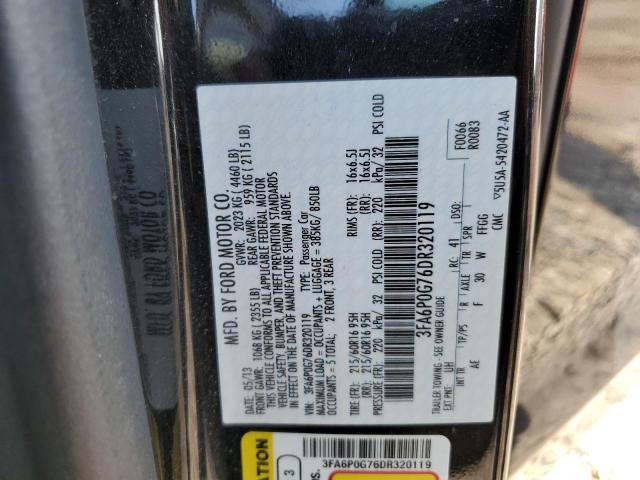 MFD. BY FORD MOTOR CO.
DATE: 05/13 GVWR: 2023 KG ( 4460 LB)
FRONT GAWR: 1068 KG ( 2355 LB) REAR GAWR: 959 KG ( 2115 LB)
THIS VEHICLE CONFORMS TO ALL APPLICABLE FEDERAL MOTOR
VEHICLE SAFETY, BUMPER, AND THEFT PREVENTION STANDARDS
IN EFFECT ON THE DATE OF MANUFACTURE SHOWN ABOVE.
VIN: 3FA6P0G76DR320119 TYPE: Passenger Car
MAXIMUM LOAD = OCCUPANTS + LUGGAGE = 385KG/ 850LB
OCCUPANTS = 5 TOTAL: 2 FRONT, 3 REAR
TIRE (FR): 215/60R16 95H RIMS (FR): 16x6.5J
(RR): 215/60R16 95H (RR): 16x6.5J
PRESSURE (FR): 220 kPa/ 32 PSI COLD (RR): 220 kPa/ 32 PSI COLD
3FA6P0G76DR320119
TRAILER TOWING - SEE OWNER GUIDE F0066
EXT PNT: UH RC: 41 DSO: R0083
INT TR TP/PS R AXLE TR SPR
AE F 30 W FFGG
CMC ▽5U5A-5420472-AA
3
3FA6P0G76DR320119